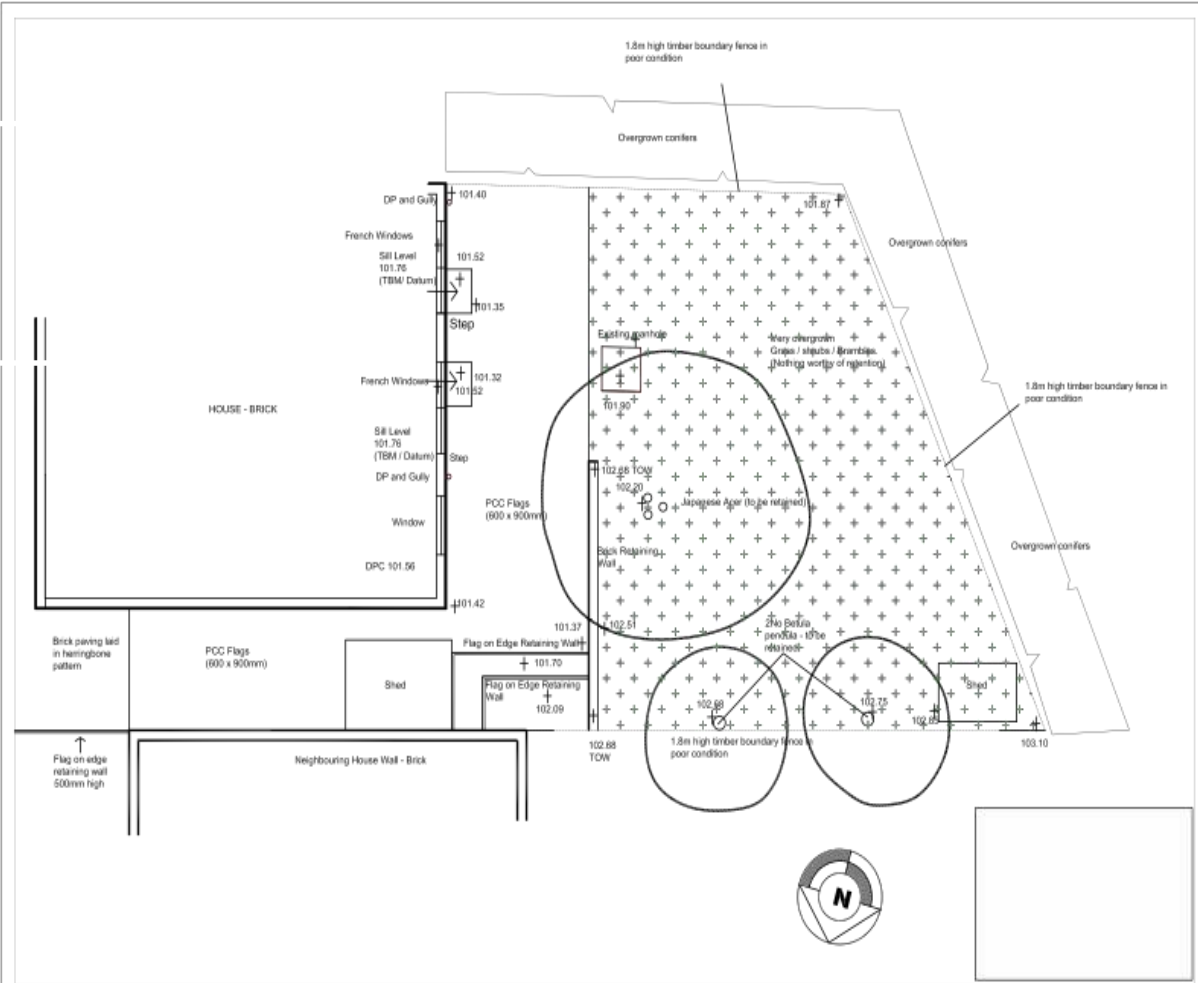 1.8m high timber boundary fence in
poor condition
Overgrown conifers
DP and Gully
101.40
101.87
French Windows
Overgrown conifers
Sill Level
101.76
(TBM/ Datum)
101.52
101.35
Step
Existing manhole
Very overgrown
Grass / shrubs / Brambles
(Nothing worthy of retention)
French Windows
101.32
101.52
1.8m high timber boundary fence in
poor condition
101.90
HOUSE - BRICK
Sill Level
101.76
(TBM / Datum)
Step
DP and Gully
102.68 TOW
102.20
PCC Flags
(600 x 900mm)
Japanese Acer (to be retained)
Window
Brick Retaining
Wall
Overgrown conifers
DPC 101.56
101.42
101.37
102.51
2No Betula
pendula - to be
retained
Brick paving laid
in herringbone
pattern
PCC Flags
(600 x 900mm)
Flag on Edge Retaining Wall
101.70
Shed
Flag on Edge Retaining
Wall
102.09
Shed
102.75
102.68
TOW
1.8m high timber boundary fence in
poor condition
103.10
Flag on edge
retaining wall
500mm high
Neighbouring House Wall - Brick
N